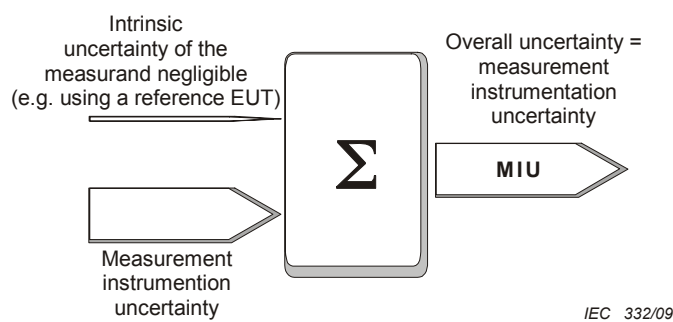 Intrinsic
uncertainty of the
measurand negligible
(e.g. using a reference EUT)
Σ
Overall uncertainty =
measurement
instrumentation
uncertainty
MIU
Measurement
instrumention
uncertainty
IEC 332/09